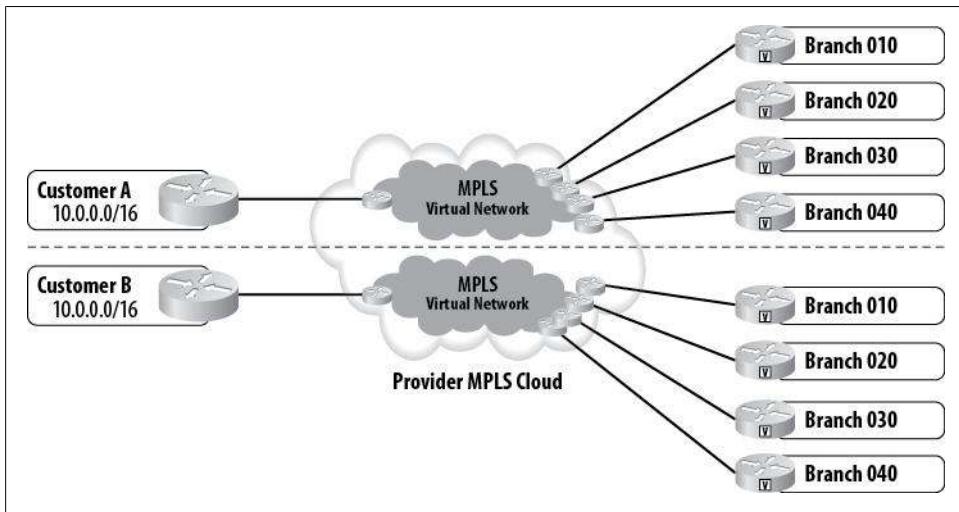 Branch 010
Branch 020
Branch 030
Branch 040
Customer A
10.0.0.0/16
MPLS
Virtual Network
Customer B
10.0.0.0/16
MPLS
Virtual Network
Provider MPLS Cloud
Branch 010
Branch 020
Branch 030
Branch 040
V
V
V
V
V
V
V
V